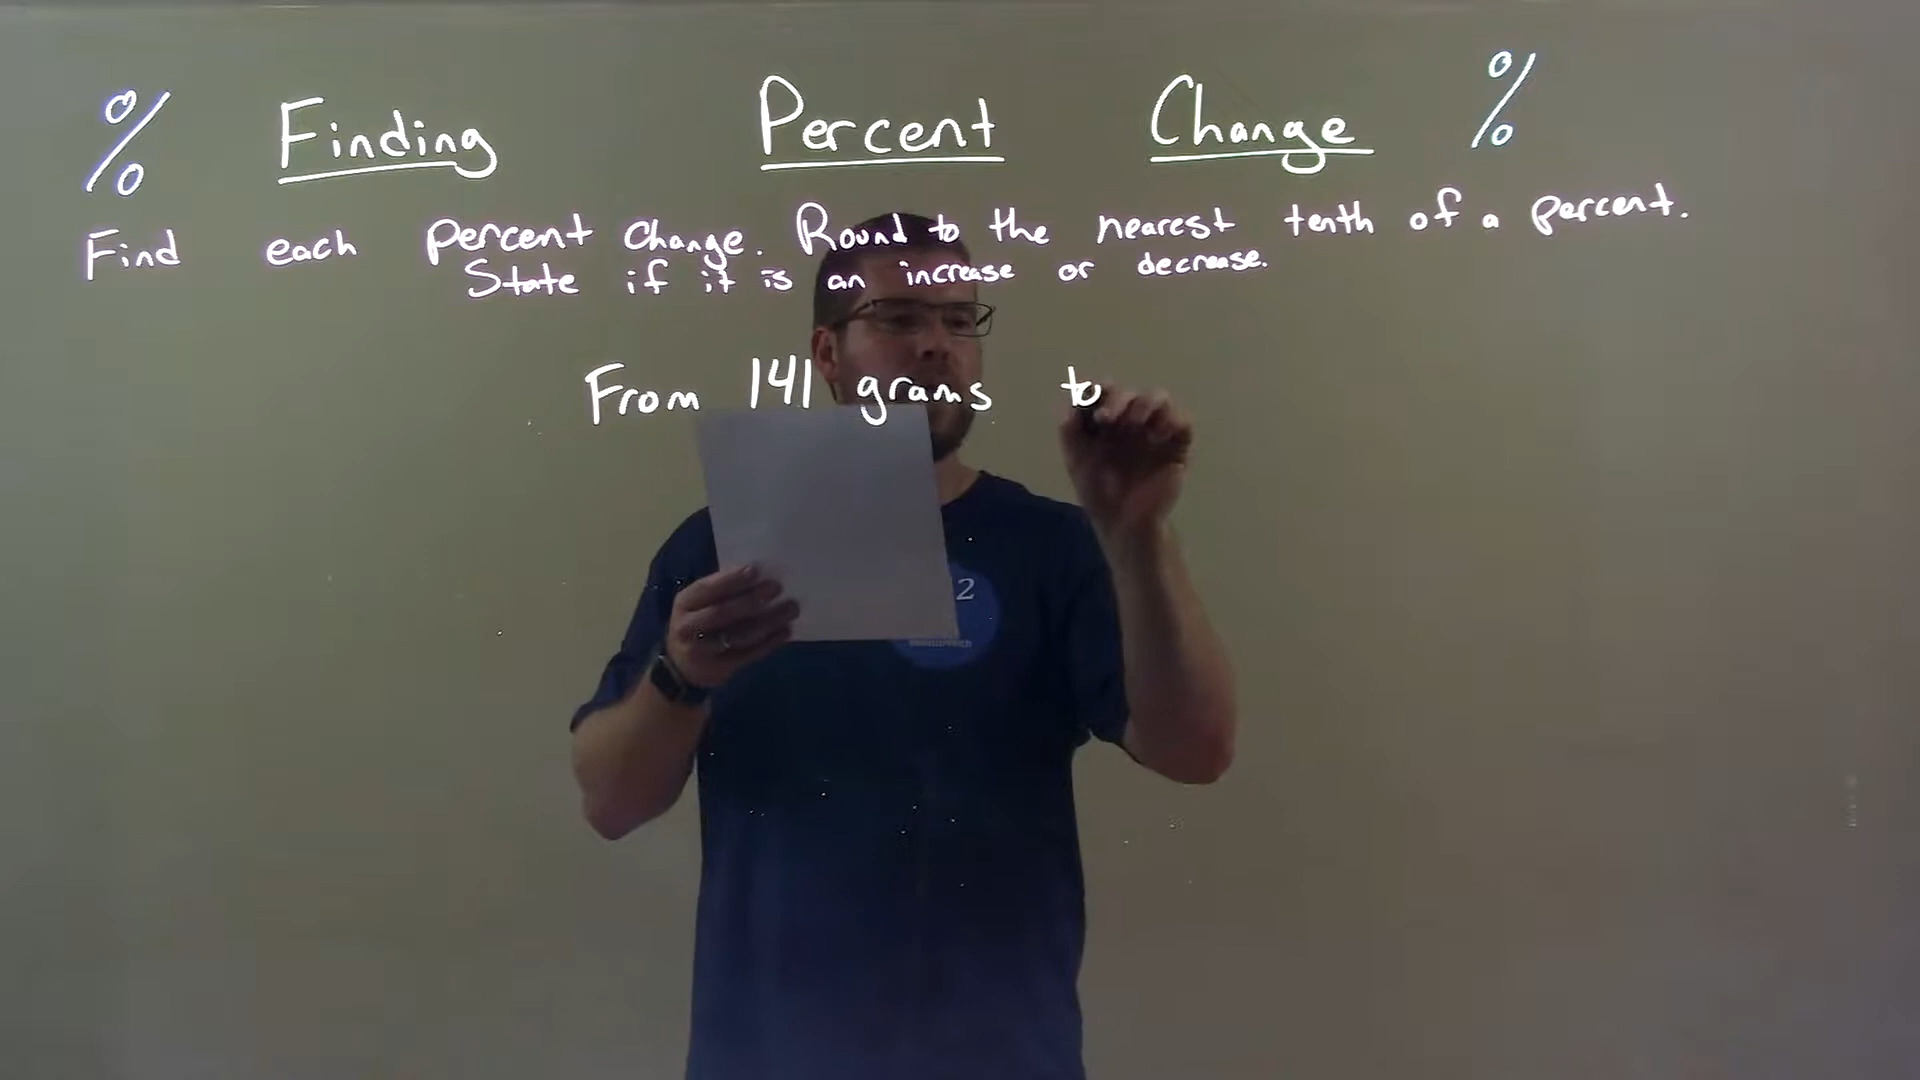 % Finding Percent Change %
Find each percent change. Round to the nearest tenth of a percent.
State if it is an increase or decrease.
From 141 grams to
2